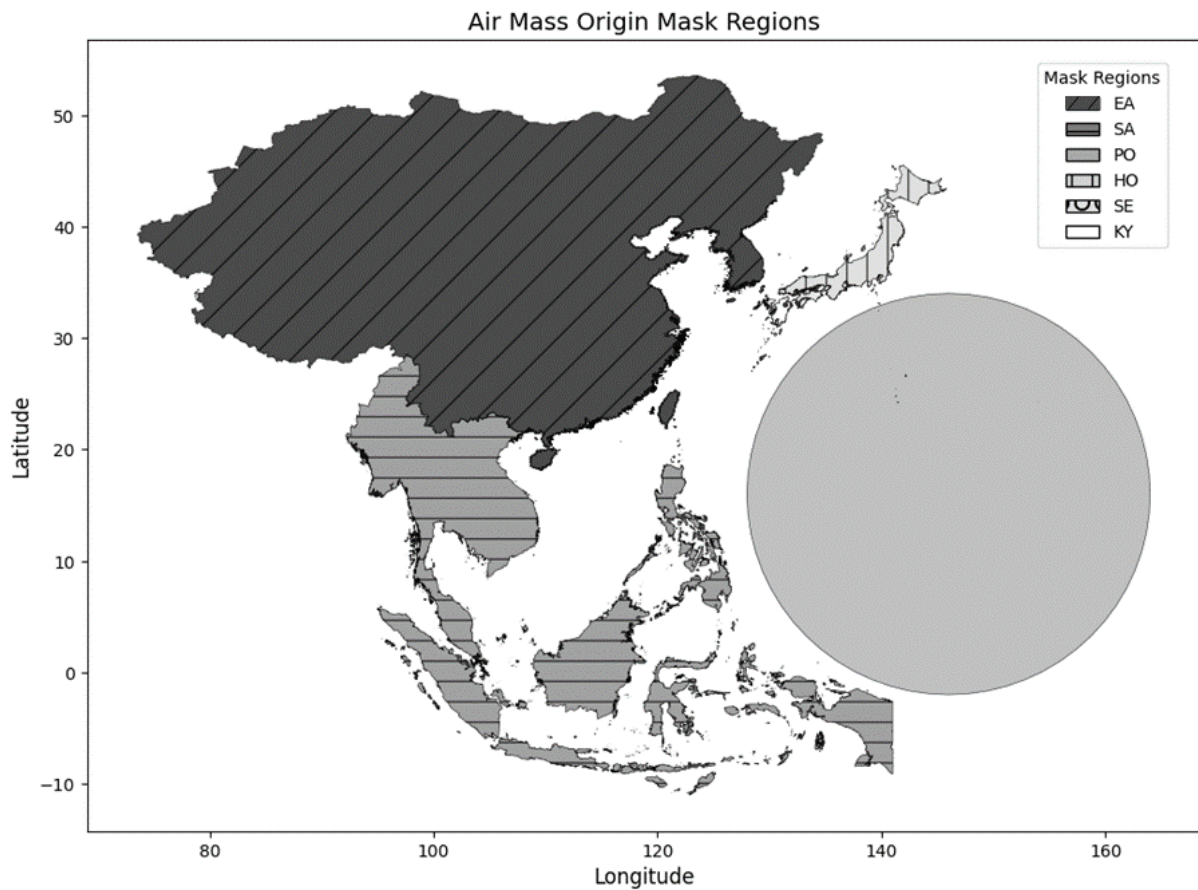 Air Mass Origin Mask Regions
Mask Regions
EA
SA
PO
HO
SE
KY
50
40
30
20
10
0
−10
Latitude
80
100
120
140
160
Longitude